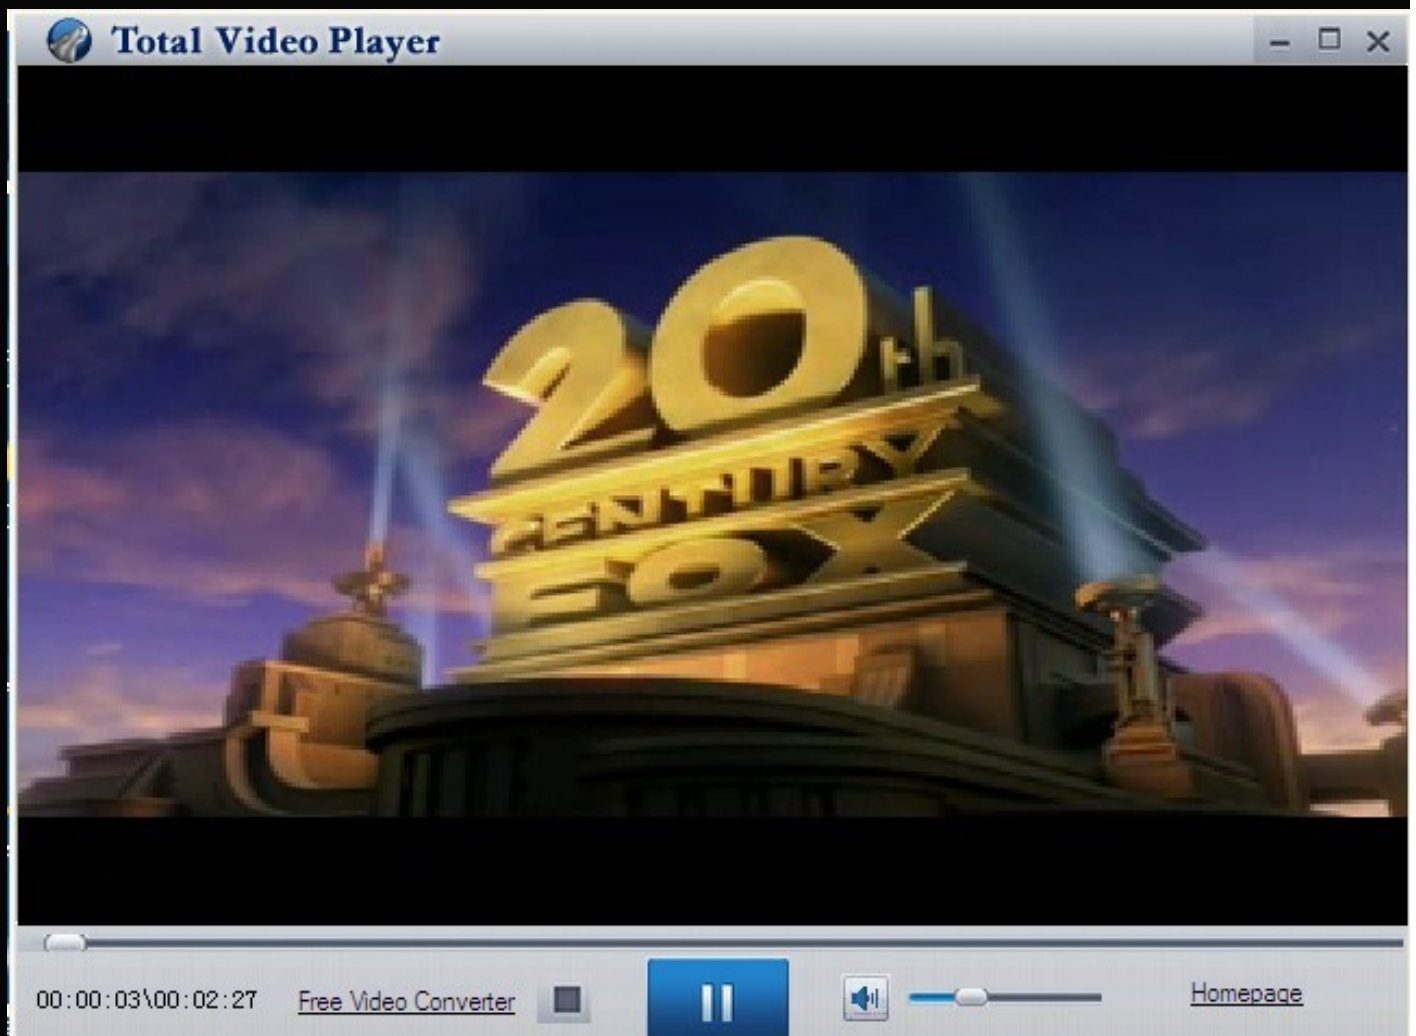 Total Video Player
20th
CENTURY
FOX
00:00:03\00:02:27 Free Video Converter Homepage